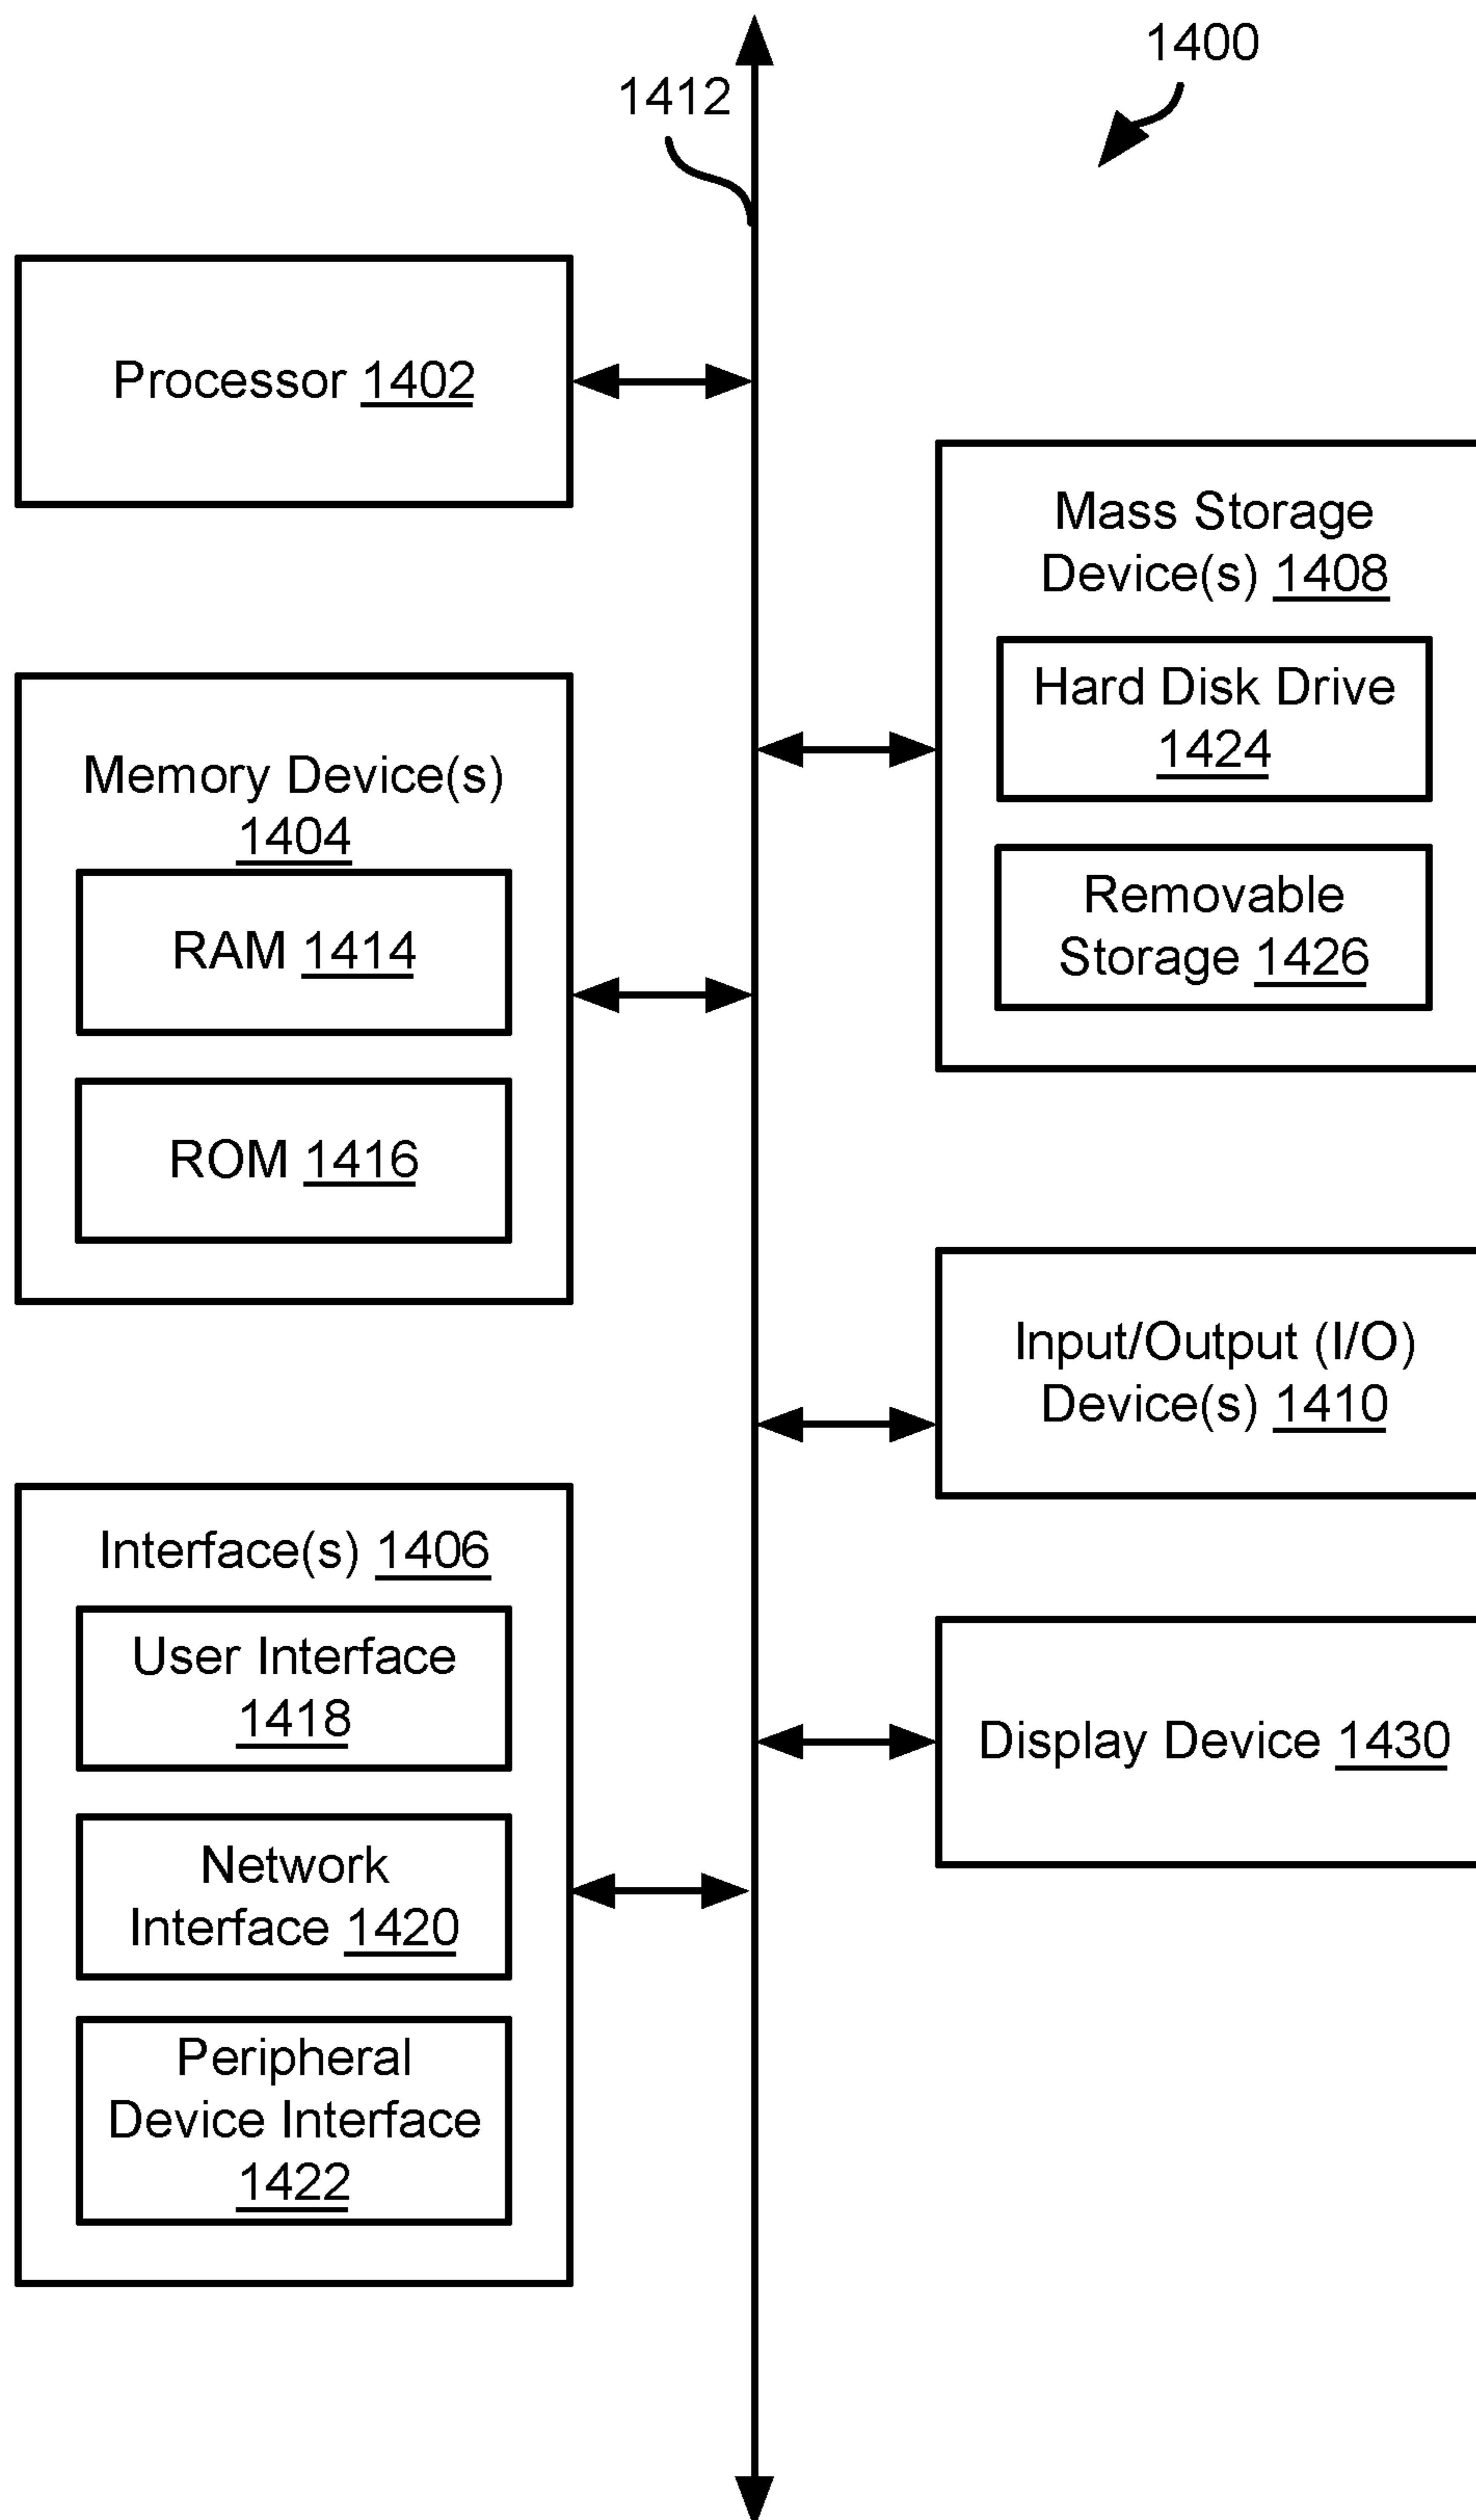 1400
1412
Processor 1402
Mass Storage
Device(s) 1408
Hard Disk Drive
1424
Removable
Storage 1426
Memory Device(s)
1404
RAM 1414
ROM 1416
Input/Output (I/O)
Device(s) 1410
Interface(s) 1406
User Interface
1418
Network
Interface 1420
Peripheral
Device Interface
1422
Display Device 1430